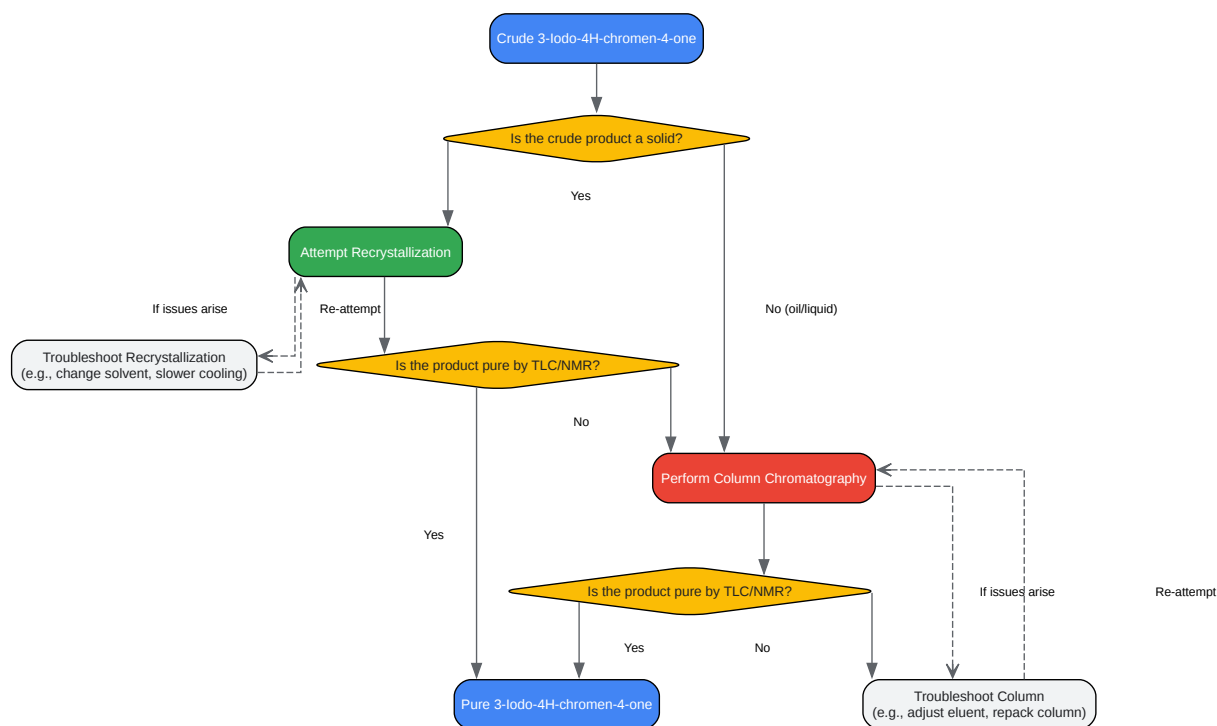 Crude 3-Iodo-4H-chromen-4-one
Is the crude product a solid?
Yes
Attempt Recrystallization
If issues arise
Re-attempt
No (oil/liquid)
Troubleshoot Recrystallization
(e.g., change solvent, slower cooling)
Is the product pure by TLC/NMR?
No
Perform Column Chromatography
Yes
Is the product pure by TLC/NMR?
If issues arise
Re-attempt
Yes
No
Pure 3-Iodo-4H-chromen-4-one
Troubleshoot Column
(e.g., adjust eluent, repack column)